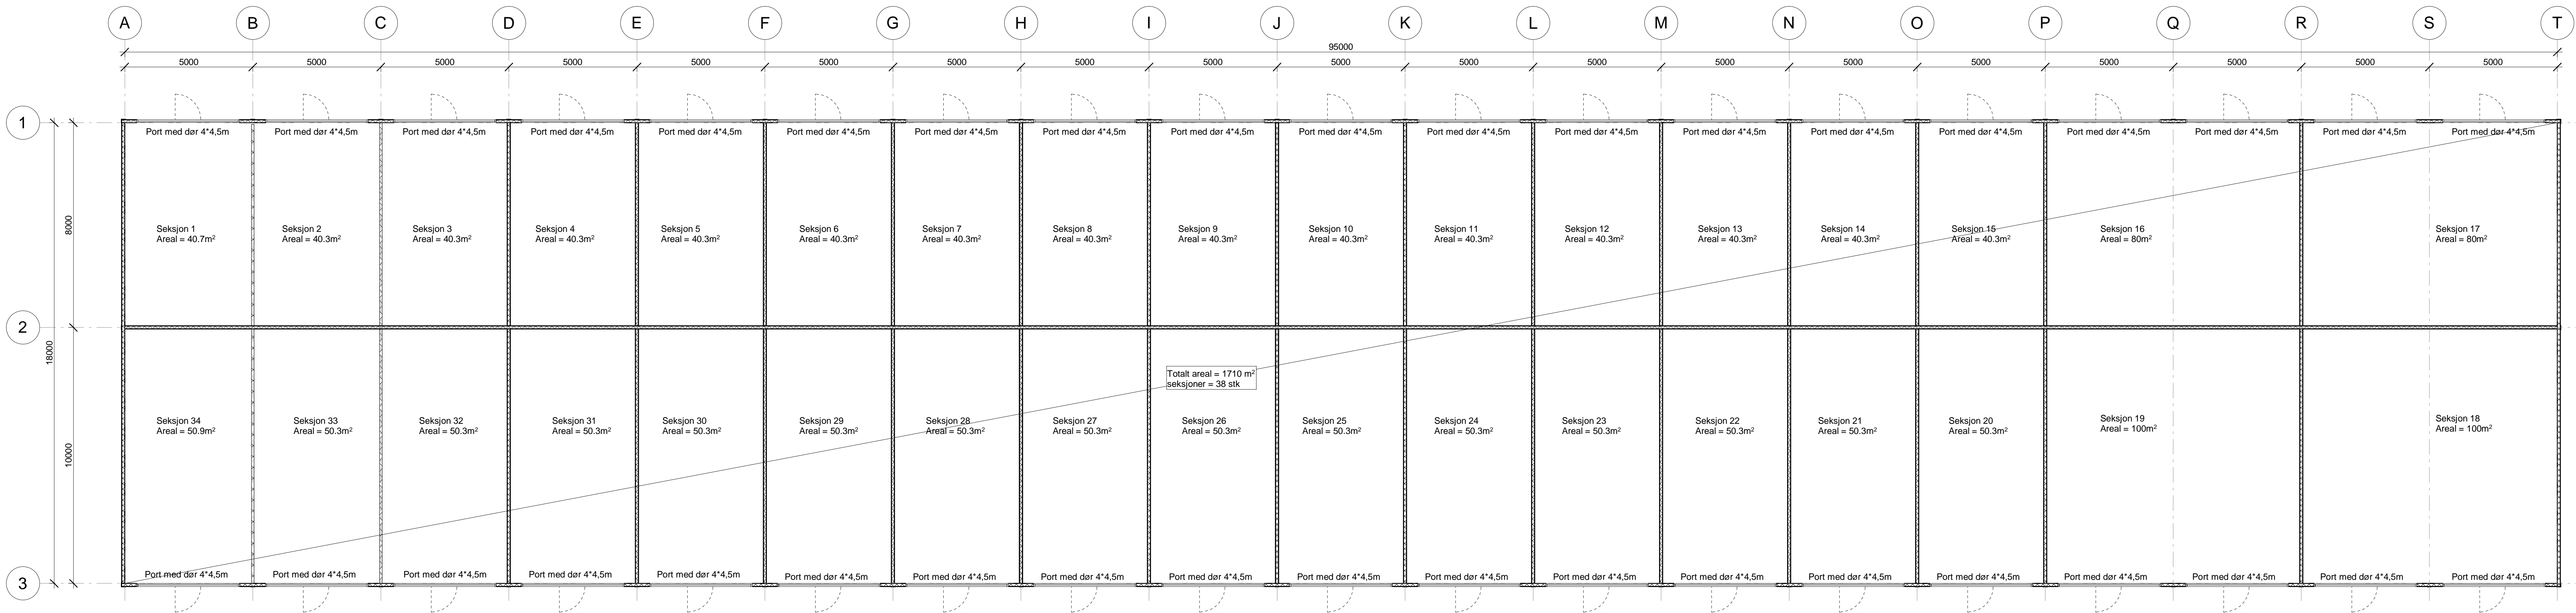 A B C D E F G H I J K L M N O P Q R S T
95000
5000 5000 5000 5000 5000 5000 5000 5000 5000 5000 5000 5000 5000 5000 5000 5000 5000 5000 5000
1
Port med dør 4*4,5m Port med dør 4*4,5m Port med dør 4*4,5m Port med dør 4*4,5m Port med dør 4*4,5m Port med dør 4*4,5m Port med dør 4*4,5m Port med dør 4*4,5m Port med dør 4*4,5m Port med dør 4*4,5m Port med dør 4*4,5m Port med dør 4*4,5m Port med dør 4*4,5m Port med dør 4*4,5m Port med dør 4*4,5m Port med dør 4*4,5m Port med dør 4*4,5m Port med dør 4*4,5m Port med dør 4*4,5m
8000
Seksjon 1
Areal = 40.7m²
Seksjon 2
Areal = 40.3m²
Seksjon 3
Areal = 40.3m²
Seksjon 4
Areal = 40.3m²
Seksjon 5
Areal = 40.3m²
Seksjon 6
Areal = 40.3m²
Seksjon 7
Areal = 40.3m²
Seksjon 8
Areal = 40.3m²
Seksjon 9
Areal = 40.3m²
Seksjon 10
Areal = 40.3m²
Seksjon 11
Areal = 40.3m²
Seksjon 12
Areal = 40.3m²
Seksjon 13
Areal = 40.3m²
Seksjon 14
Areal = 40.3m²
Seksjon 15
Areal = 40.3m²
Seksjon 16
Areal = 80m²
Seksjon 17
Areal = 80m²
2
18000
Totalt areal = 1710 m²
seksjoner = 38 stk
10000
Seksjon 34
Areal = 50.9m²
Seksjon 33
Areal = 50.3m²
Seksjon 32
Areal = 50.3m²
Seksjon 31
Areal = 50.3m²
Seksjon 30
Areal = 50.3m²
Seksjon 29
Areal = 50.3m²
Seksjon 28
Areal = 50.3m²
Seksjon 27
Areal = 50.3m²
Seksjon 26
Areal = 50.3m²
Seksjon 25
Areal = 50.3m²
Seksjon 24
Areal = 50.3m²
Seksjon 23
Areal = 50.3m²
Seksjon 22
Areal = 50.3m²
Seksjon 21
Areal = 50.3m²
Seksjon 20
Areal = 50.3m²
Seksjon 19
Areal = 100m²
Seksjon 18
Areal = 100m²
Port med dør 4*4,5m Port med dør 4*4,5m Port med dør 4*4,5m Port med dør 4*4,5m Port med dør 4*4,5m Port med dør 4*4,5m Port med dør 4*4,5m Port med dør 4*4,5m Port med dør 4*4,5m Port med dør 4*4,5m Port med dør 4*4,5m Port med dør 4*4,5m Port med dør 4*4,5m Port med dør 4*4,5m Port med dør 4*4,5m Port med dør 4*4,5m Port med dør 4*4,5m Port med dør 4*4,5m Port med dør 4*4,5m
3